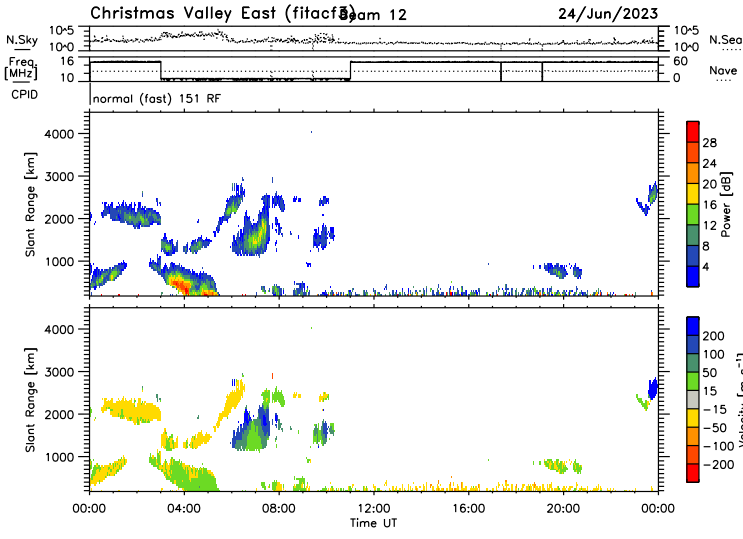 Christmas Valley East (fitacf3) Beam 12 24/Jun/2023
N.Sky 10^5 10^0 10^5 10^0 N.Sea
Freq. [MHz] 16 10 60 0 Nave
CPID normal (fast) 151 RF
Slant Range [km] 4000 3000 2000 1000
28 24 20 16 12 8 4 Power [dB]
Slant Range [km] 4000 3000 2000 1000
200 100 50 15 −15 −50 −100 −200 Velocity [m s-1]
00:00 04:00 08:00 12:00 16:00 20:00 00:00
Time UT